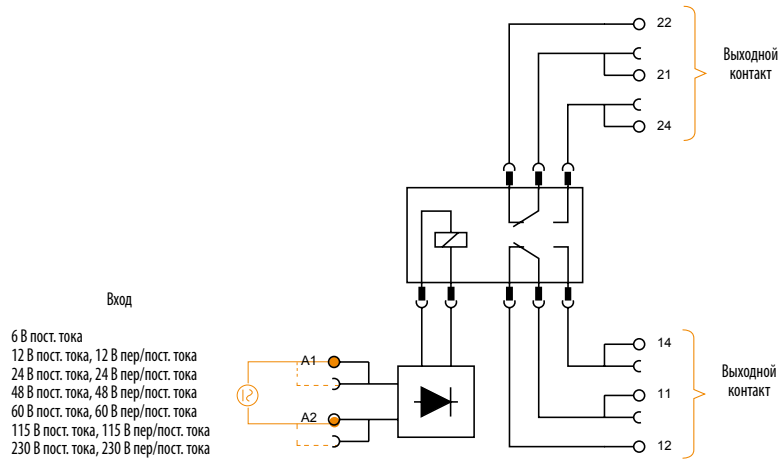 22
Выходной
контакт
21
24
Вход
6 В пост. тока
12 В пост. тока, 12 В пер/пост. тока
24 В пост. тока, 24 В пер/пост. тока
48 В пост. тока, 48 В пер/пост. тока
60 В пост. тока, 60 В пер/пост. тока
115 В пост. тока, 115 В пер/пост. тока
230 В пост. тока, 230 В пер/пост. тока
A1
A2
14
11
12
Выходной
контакт